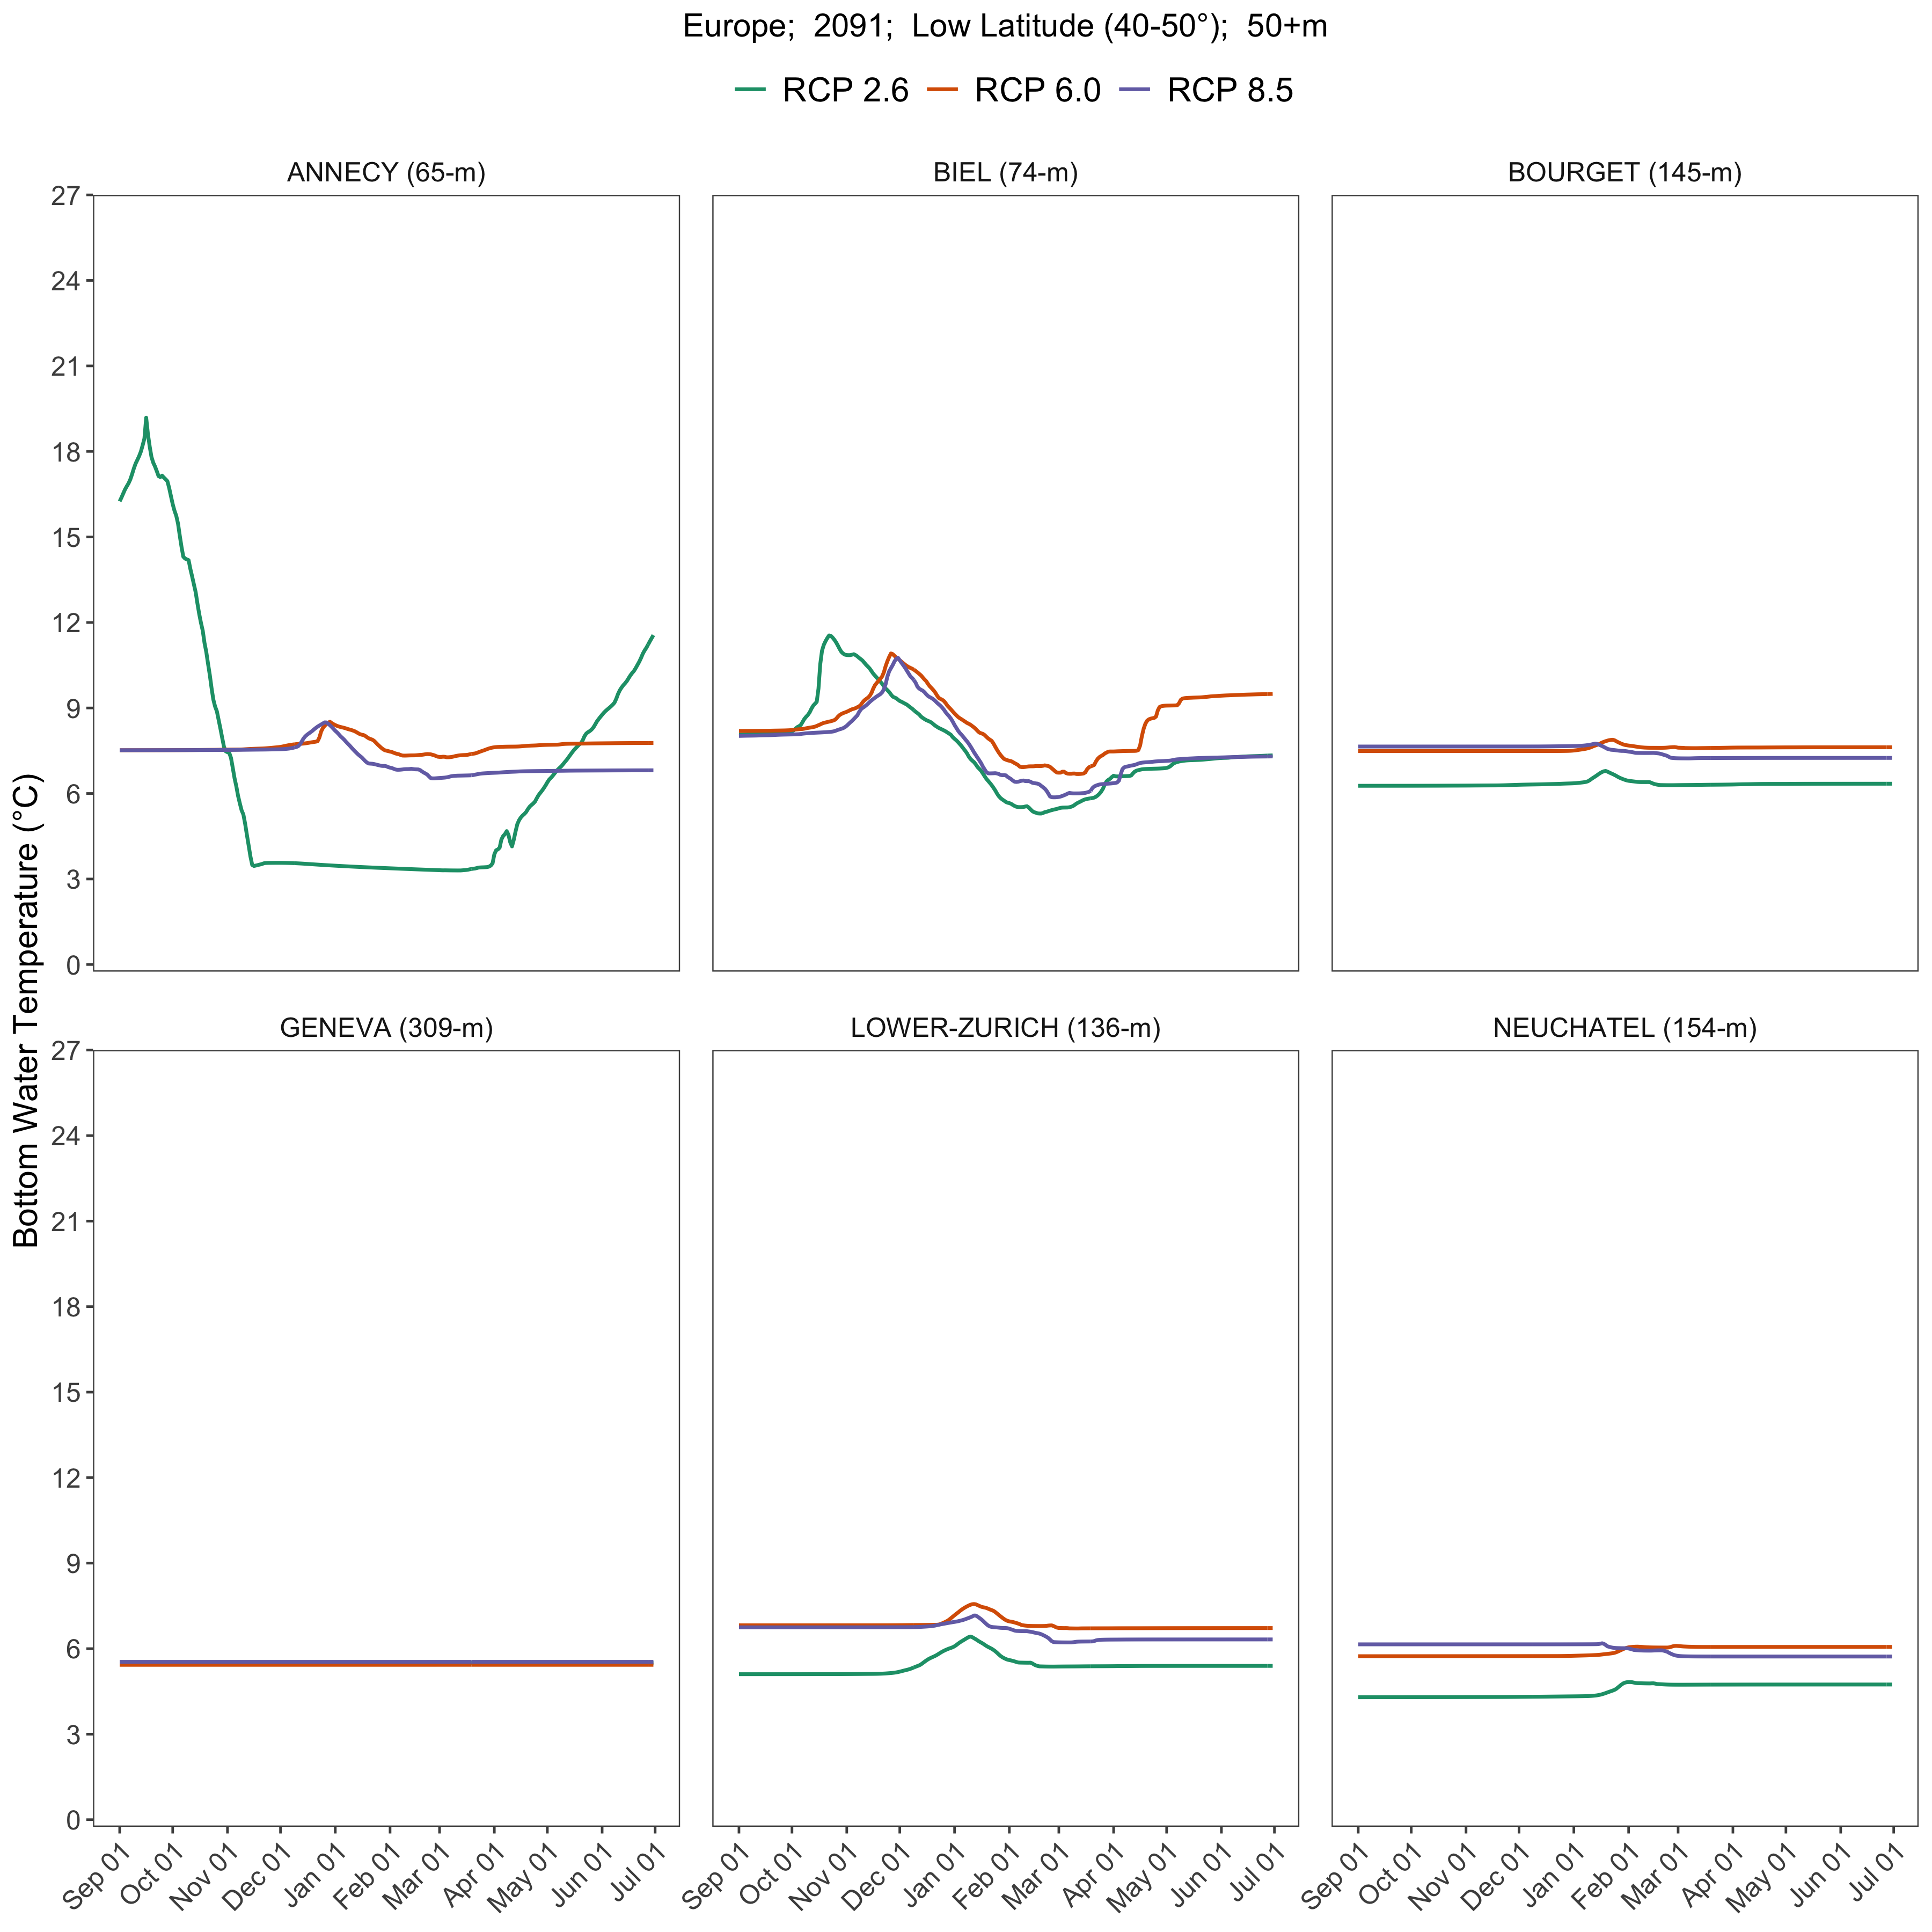 Europe;  2091;  Low Latitude (40-50°);  50+m
RCP 2.6 RCP 6.0 RCP 8.5
ANNECY (65-m) BIEL (74-m) BOURGET (145-m)
27
24
21
18
15
12
9
6
3
0
Bottom Water Temperature (°C)
GENEVA (309-m) LOWER-ZURICH (136-m) NEUCHATEL (154-m)
27
24
21
18
15
12
9
6
3
0
Sep 01 Oct 01 Nov 01 Dec 01 Jan 01 Feb 01 Mar 01 Apr 01 May 01 Jun 01 Jul 01
Sep 01 Oct 01 Nov 01 Dec 01 Jan 01 Feb 01 Mar 01 Apr 01 May 01 Jun 01 Jul 01
Sep 01 Oct 01 Nov 01 Dec 01 Jan 01 Feb 01 Mar 01 Apr 01 May 01 Jun 01 Jul 01